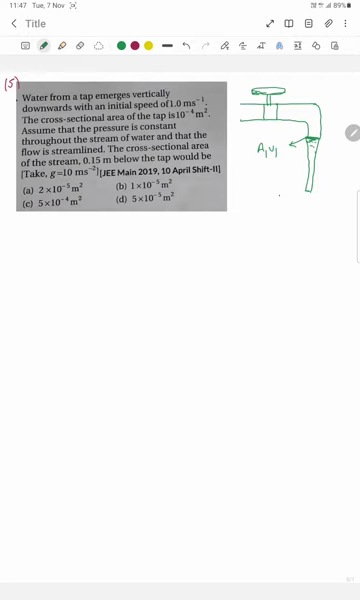 11:47 Tue, 7 Nov 89%
Title
(5)
Water from a tap emerges vertically
downwards with an initial speed of 1.0 ms⁻¹.
The cross-sectional area of the tap is 10⁻⁴ m².
Assume that the pressure is constant
throughout the stream of water and that the
flow is streamlined. The cross-sectional area
of the stream, 0.15 m below the tap would be
[Take, g = 10 ms⁻²] [JEE Main 2019, 10 April Shift-II]
(a) 2 × 10⁻⁵ m² (b) 1 × 10⁻⁵ m²
(c) 5 × 10⁻⁴ m² (d) 5 × 10⁻⁵ m²
A₁v₁